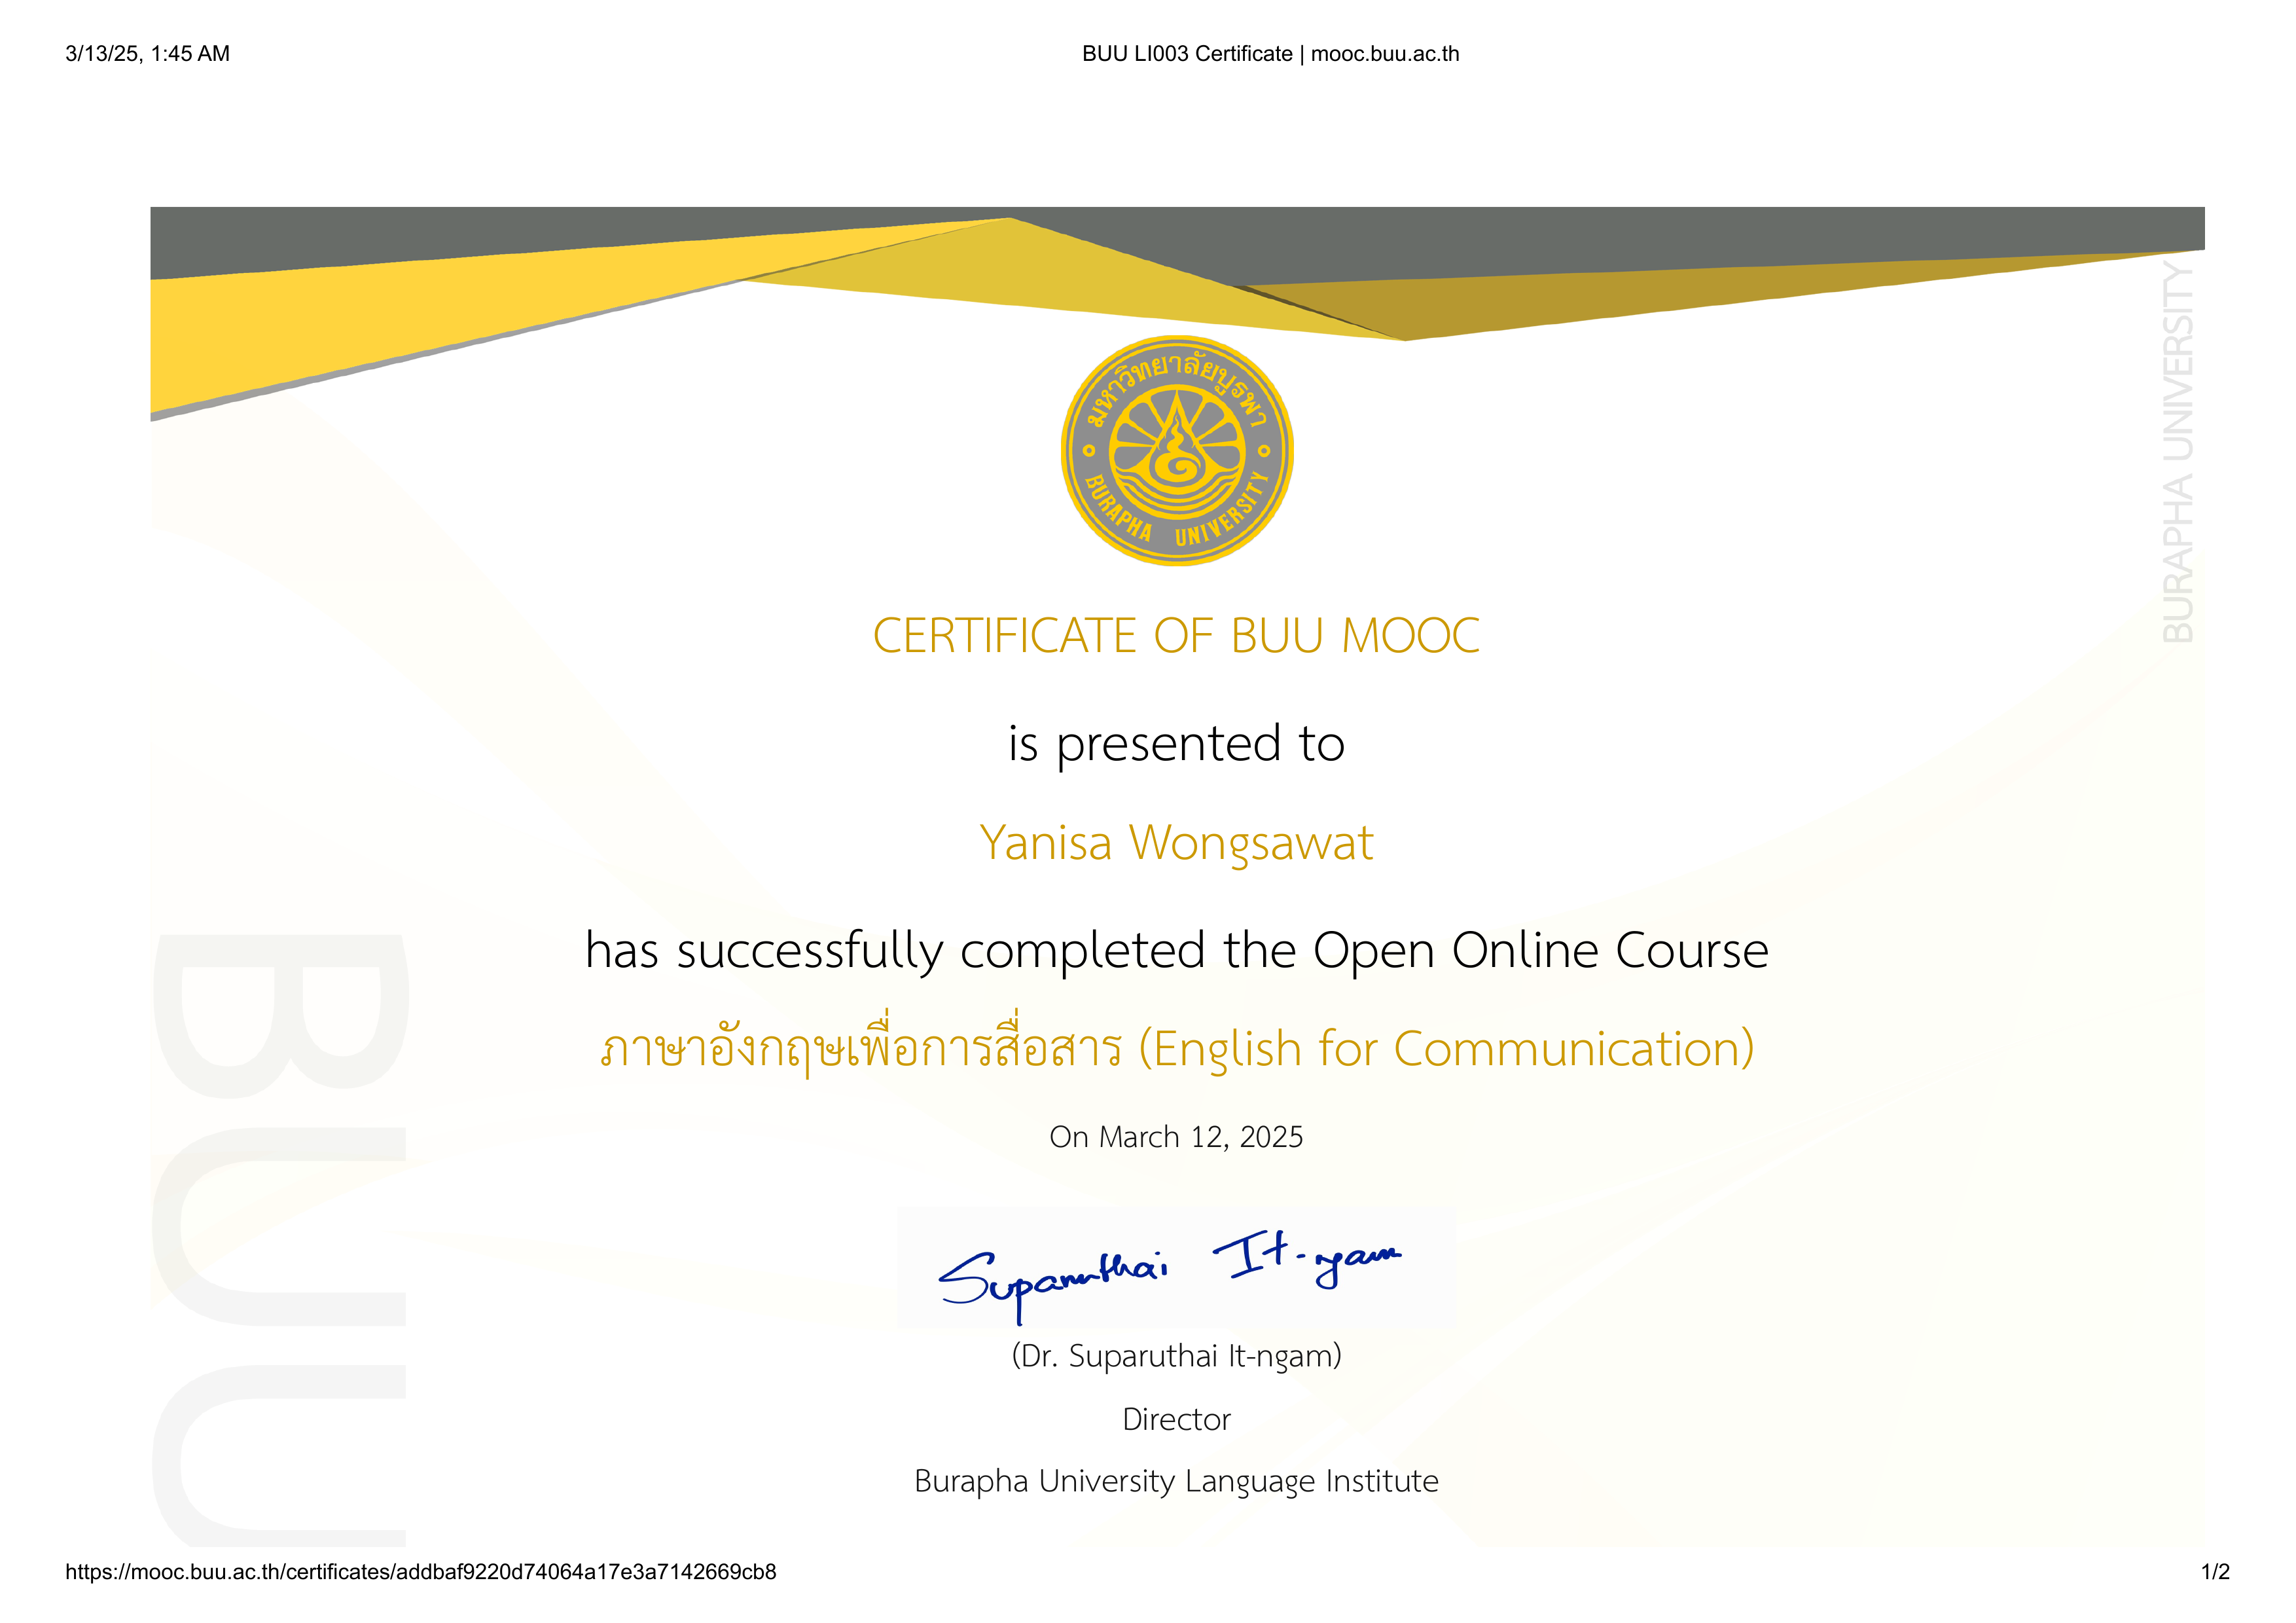 3/13/25, 1:45 AM
BUU LI003 Certificate | mooc.buu.ac.th
มหาวิทยาลัยบูรพา
BURAPHA UNIVERSITY
BURAPHA UNIVERSITY
CERTIFICATE OF BUU MOOC
is presented to
Yanisa Wongsawat
has successfully completed the Open Online Course
ภาษาอังกฤษเพื่อการสื่อสาร (English for Communication)
On March 12, 2025
BUU
Suparuthai It-ngam
(Dr. Suparuthai It-ngam)
Director
Burapha University Language Institute
https://mooc.buu.ac.th/certificates/addbaf9220d74064a17e3a7142669cb8
1/2